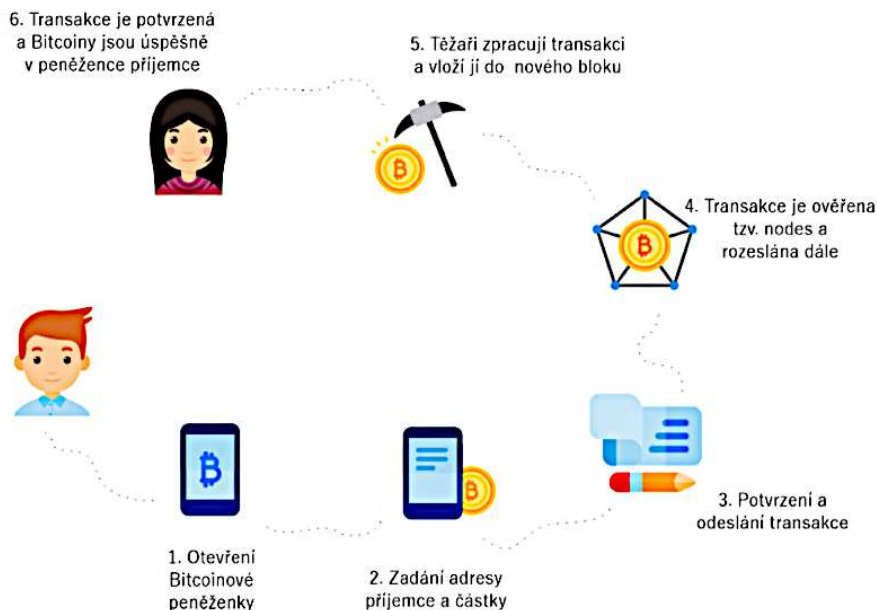 6. Transakce je potvrzená
a Bitcoiny jsou úspěšně
v peněžence příjemce
5. Těžaři zpracují transakci
a vloží jí do nového bloku
4. Transakce je ověřena
tzv. nodes a
rozeslána dále
3. Potvrzení a
odeslání transakce
1. Otevření
Bitcoinové
peněženky
2. Zadání adresy
příjemce a částky